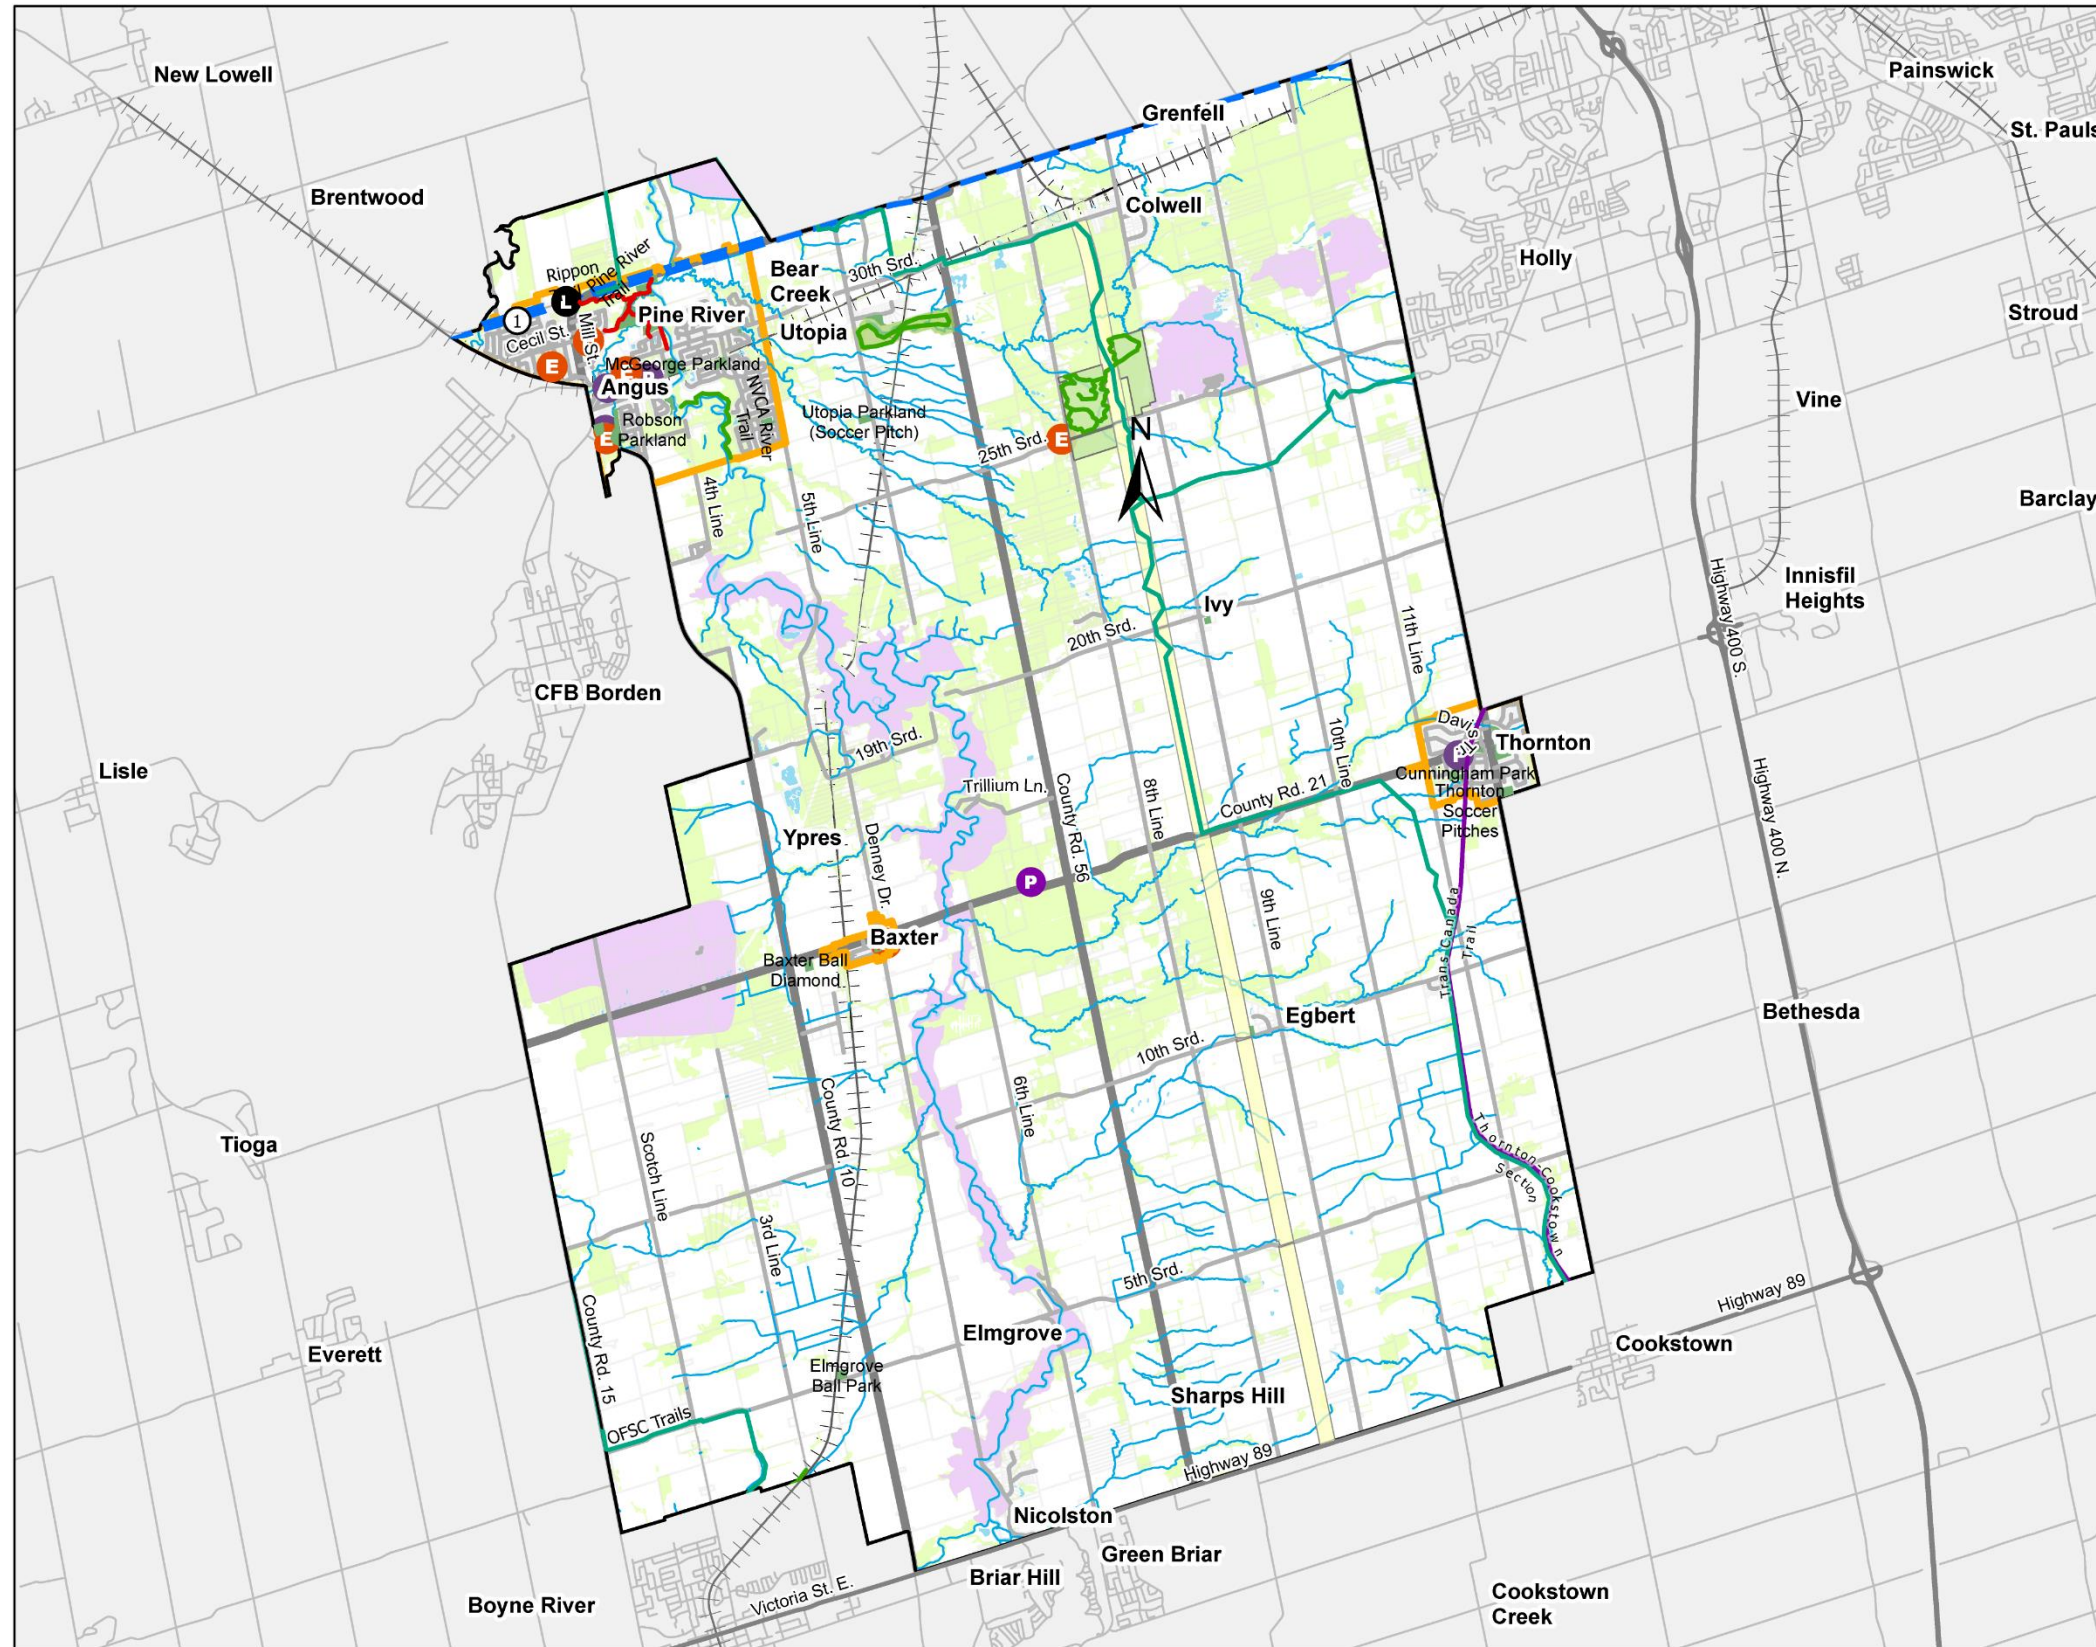 New Lowell
Painswick
St. Pauls
Grenfell
Brentwood
Colwell
Holly
Rippon
Pine River
Trail
Bear
Creek
30th Srd.
L
1
Cecil St.
Mill St.
Pine River
Utopia
Stroud
E
McGeorge Parkland
Angus
NVCA River
Trail
Vine
Robson
Parkland
E
Utopia Parkland
(Soccer Pitch)
25th Srd.
E
N
4th Line
5th Line
Barclay
Highway 400 S.
Innisfil
Heights
Ivy
20th Srd.
11th Line
CFB Borden
19th Srd.
10th Line
Davis
Tr.
Thornton
Lisle
Trillium Ln.
County Rd. 56
8th Line
County Rd. 21
Cunningham Park
Thornton
Soccer
Pitches
Highway 400 N.
Ypres
Denney Dr.
P
9th Line
Trans Canada
Trail
Baxter
Baxter Ball
Diamond
Egbert
Bethesda
10th Srd.
County Rd. 10
6th Line
Tioga
Scotch Line
Thornton-Cookstown
Section
3rd Line
5th Srd.
Highway 89
County Rd. 15
Elmgrove
Everett
Cookstown
Elmgrove
Ball Park
Sharps Hill
OFSC Trails
Highway 89
Nicolston
Green Briar
Briar Hill
Victoria St. E.
Boyne River
Cookstown
Creek